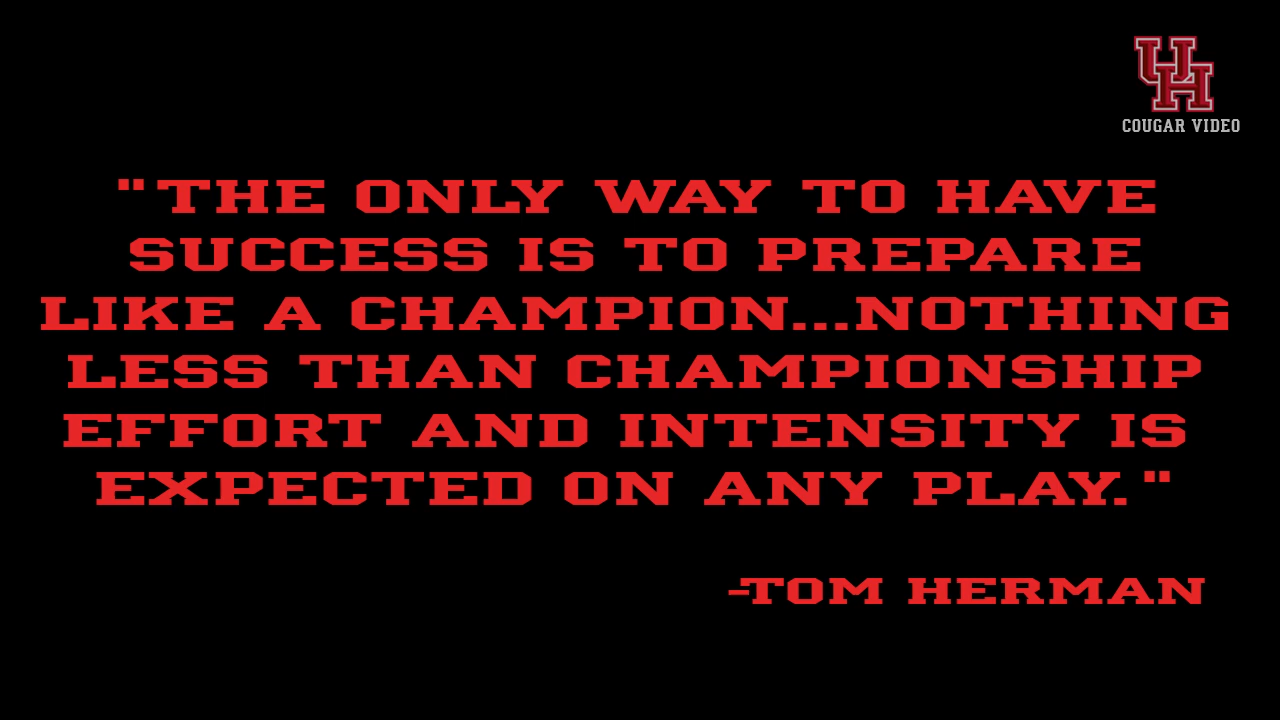 UH
COUGAR VIDEO
"THE ONLY WAY TO HAVE
SUCCESS IS TO PREPARE
LIKE A CHAMPION...NOTHING
LESS THAN CHAMPIONSHIP
EFFORT AND INTENSITY IS
EXPECTED ON ANY PLAY."
-TOM HERMAN